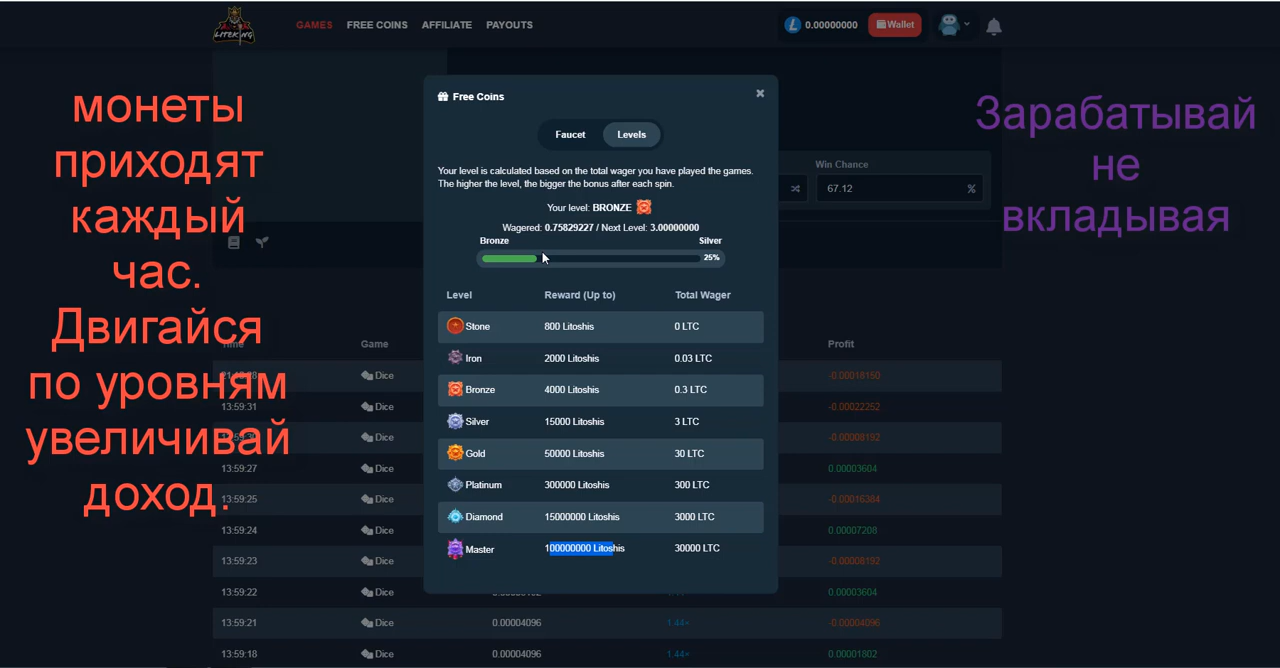 LITEKING
GAMES FREE COINS AFFILIATE PAYOUTS
0.00000000 Wallet
монеты
приходят
каждый
час.
Двигайся
по уровням
увеличивай
доход.
Зарабатывай
не
вкладывая
Free Coins
Faucet Levels
Your level is calculated based on the total wager you have played the games.
The higher the level, the bigger the bonus after each spin.
Your level: BRONZE
Wagered: 0.75829227 / Next Level: 3.00000000
Bronze Silver
25%
Level Reward (Up to) Total Wager
Stone 800 Litoshis 0 LTC
Iron 2000 Litoshis 0.03 LTC
Bronze 4000 Litoshis 0.3 LTC
Silver 15000 Litoshis 3 LTC
Gold 50000 Litoshis 30 LTC
Platinum 300000 Litoshis 300 LTC
Diamond 15000000 Litoshis 3000 LTC
Master 100000000 Litoshis 30000 LTC
Win Chance
67.12 %
Time Game Profit
Dice -0.00018150
13:59:31 Dice -0.00022252
Dice -0.00008192
13:59:27 Dice 0.00003604
13:59:25 Dice -0.00016384
13:59:24 Dice 0.00007208
13:59:23 Dice -0.00008192
13:59:22 Dice 0.00003604
13:59:21 Dice 0.00004096 1.44× -0.00004096
13:59:18 Dice 0.00004096 1.44× 0.00001802